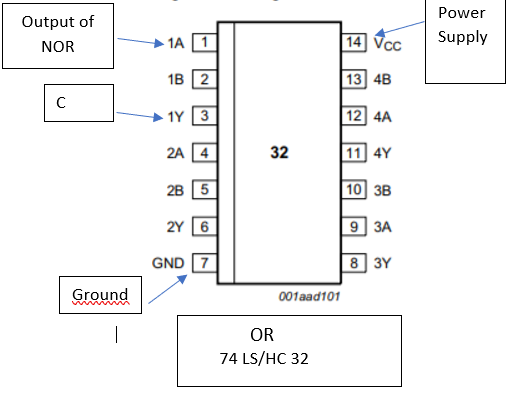 Output of
NOR
Power
Supply
1A 1
14 VCC
1B 2
13 4B
C
1Y 3
12 4A
2A 4
32
11 4Y
2B 5
10 3B
2Y 6
9 3A
GND 7
8 3Y
Ground
001aad101
OR
74 LS/HC 32